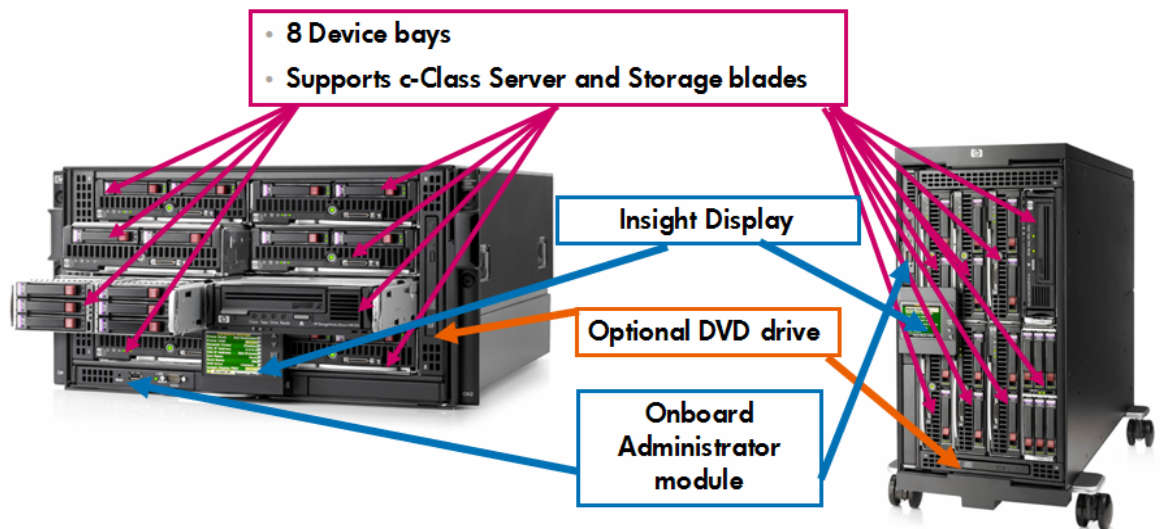 8 Device bays
Supports c-Class Server and Storage blades
Insight Display
Optional DVD drive
Onboard
Administrator
module